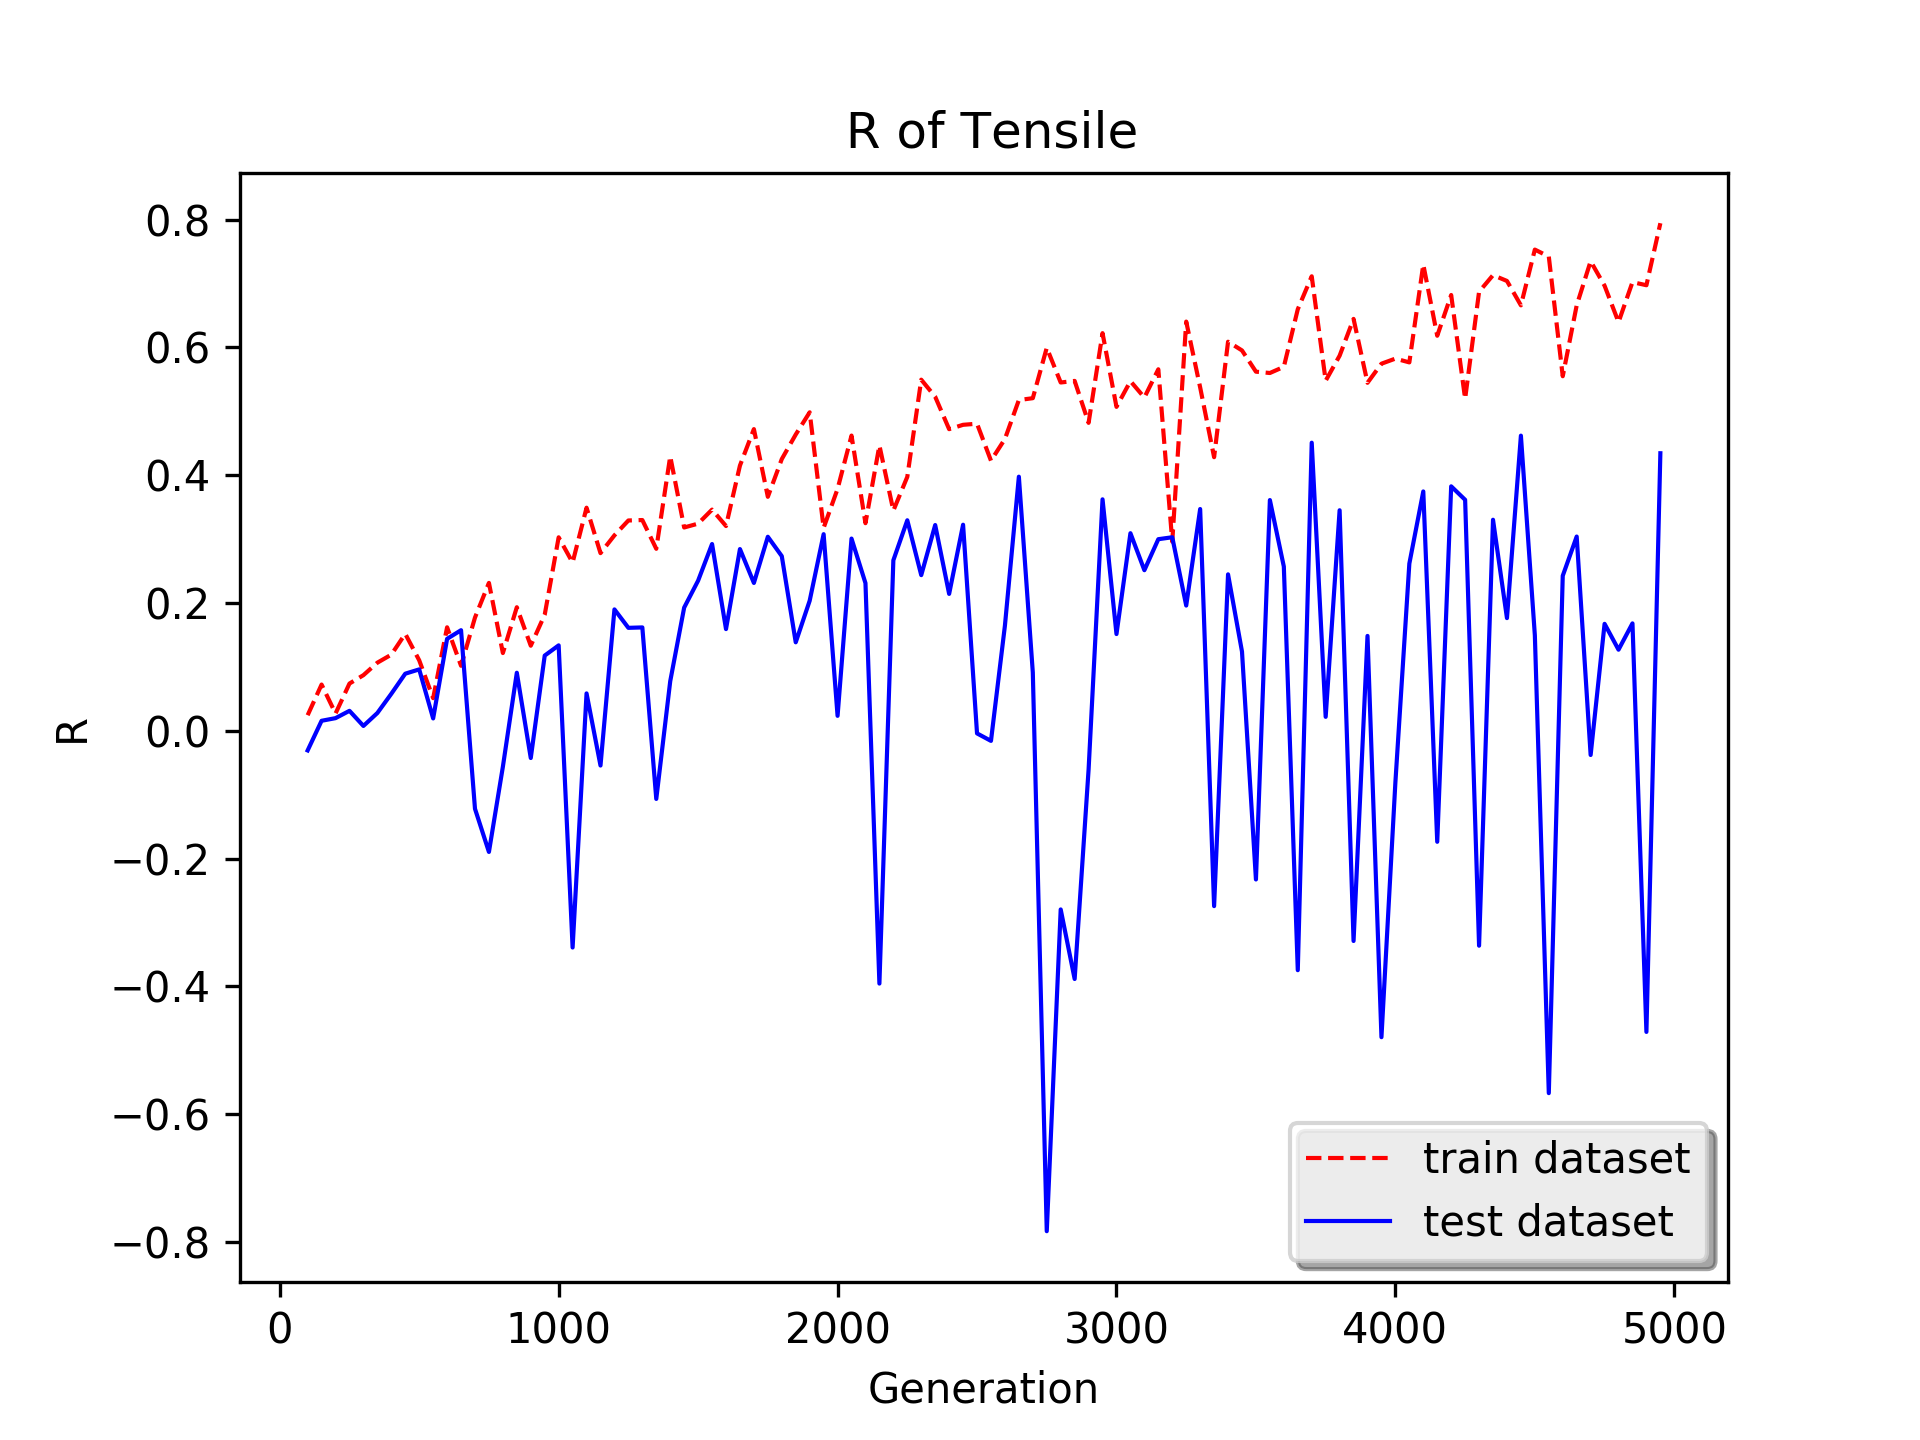 R of Tensile
0.8
0.6
0.4
0.2
0.0
−0.2
−0.4
−0.6
−0.8
R
train dataset
test dataset
0 1000 2000 3000 4000 5000
Generation